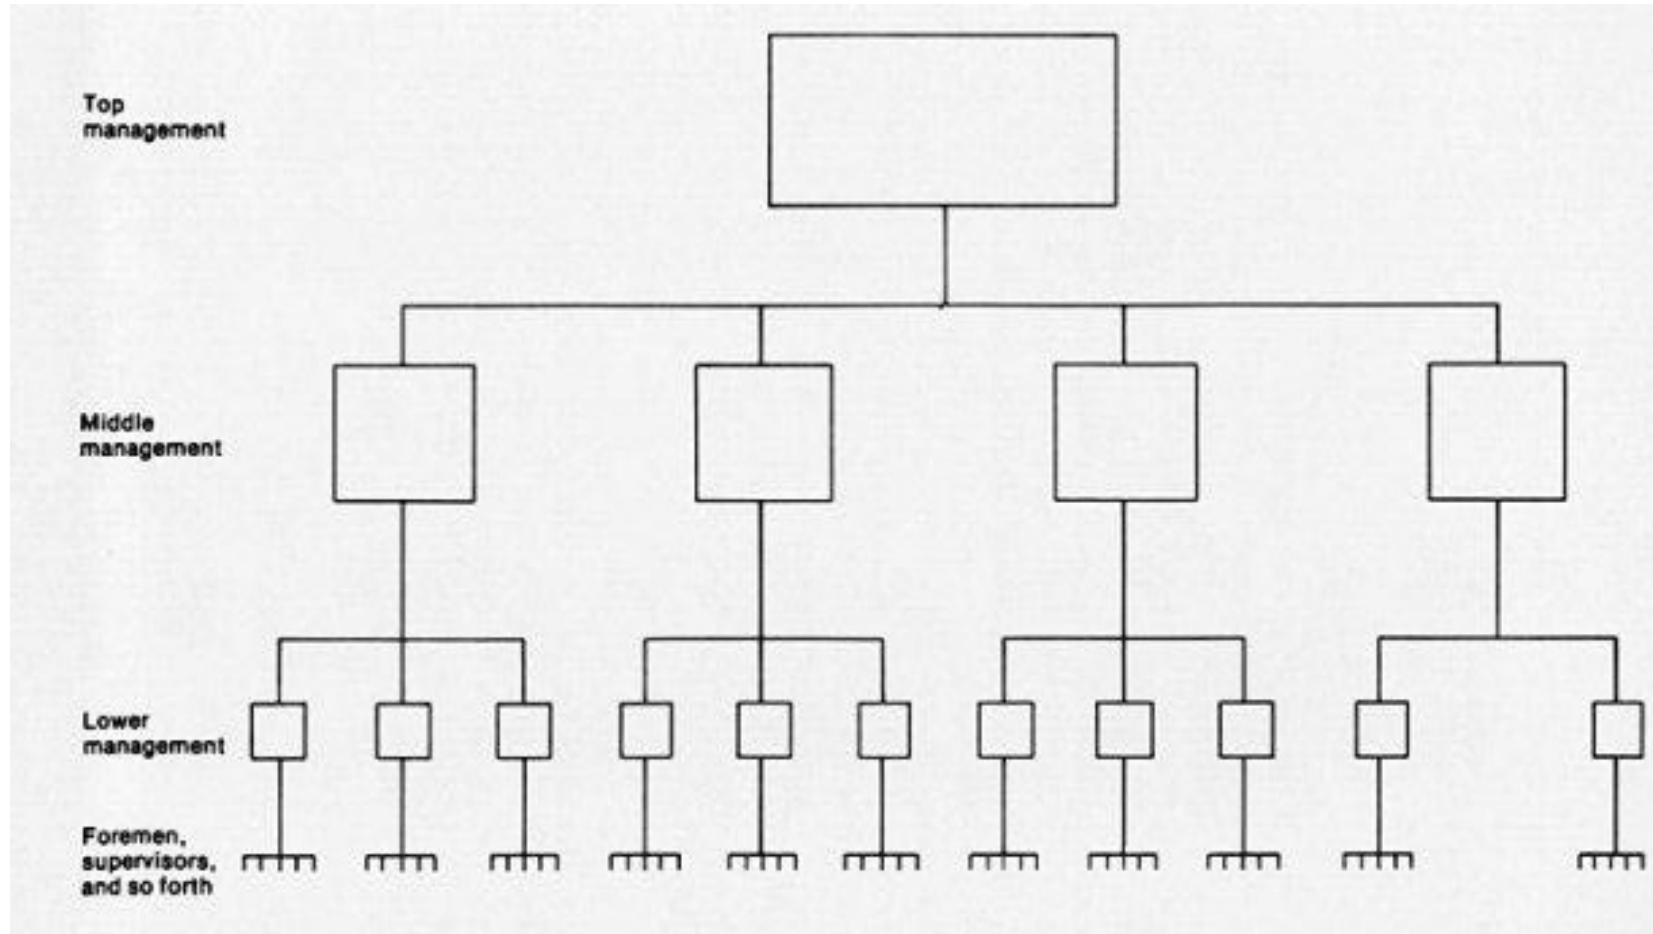 Top
management
Middle
management
Lower
management
Foremen,
supervisors,
and so forth